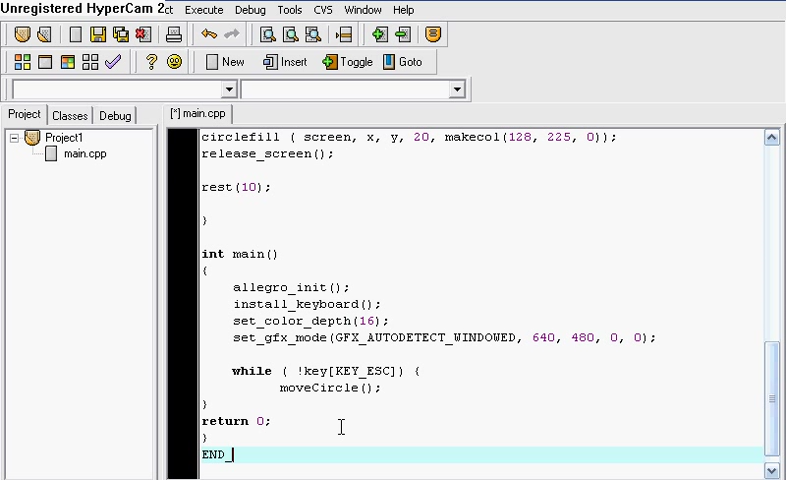 Unregistered HyperCam 2
ct Execute Debug Tools CVS Window Help
New Insert Toggle Goto
Project Classes Debug
[*] main.cpp
Project1
main.cpp
circlefill ( screen, x, y, 20, makecol(128, 225, 0));
release_screen();
rest(10);
}
int main()
{
allegro_init();
install_keyboard();
set_color_depth(16);
set_gfx_mode(GFX_AUTODETECT_WINDOWED, 640, 480, 0, 0);
while ( !key[KEY_ESC]) {
moveCircle();
}
return 0;
}
END_